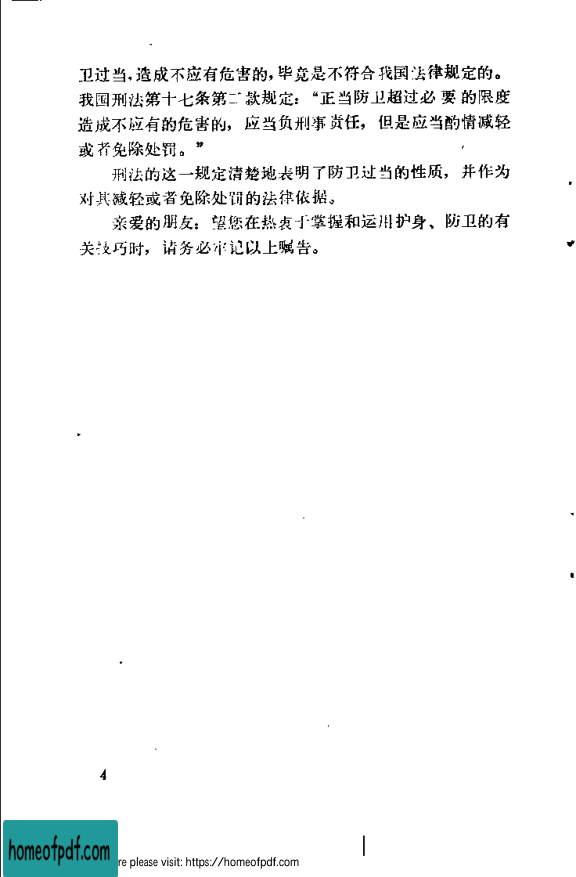 卫过当，造成不应有危害的，毕竟是不符合我国法律规定的。
我国刑法第十七条第二款规定：“正当防卫超过必要的限度
造成不应有的危害的，应当负刑事责任，但是应当酌情减轻
或者免除处罚。”
刑法的这一规定清楚地表明了防卫过当的性质，并作为
对其减轻或者免除处罚的法律依据。
亲爱的朋友：望您在热衷于掌握和运用护身、防卫的有
关技巧时，请务必牢记以上嘱告。
4
homeofpdf.com
re please visit: https://homeofpdf.com